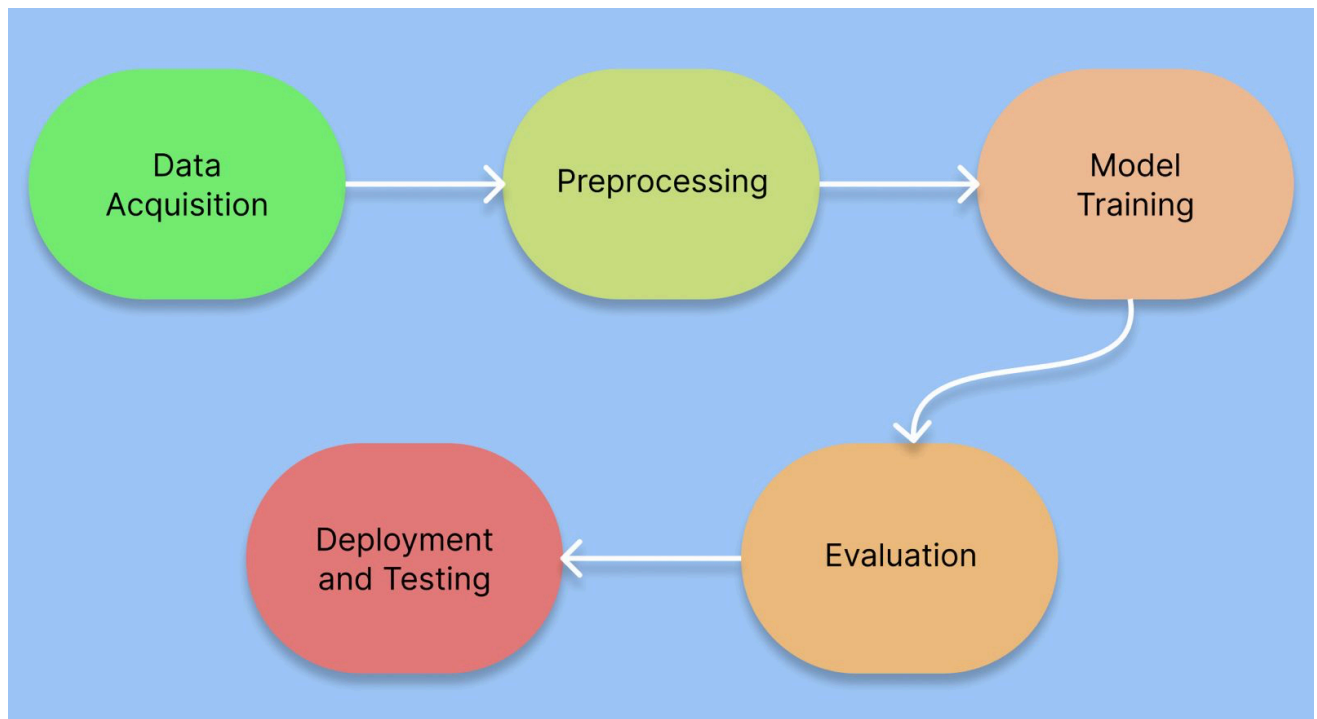 Data
Acquisition
Preprocessing
Model
Training
Evaluation
Deployment
and Testing